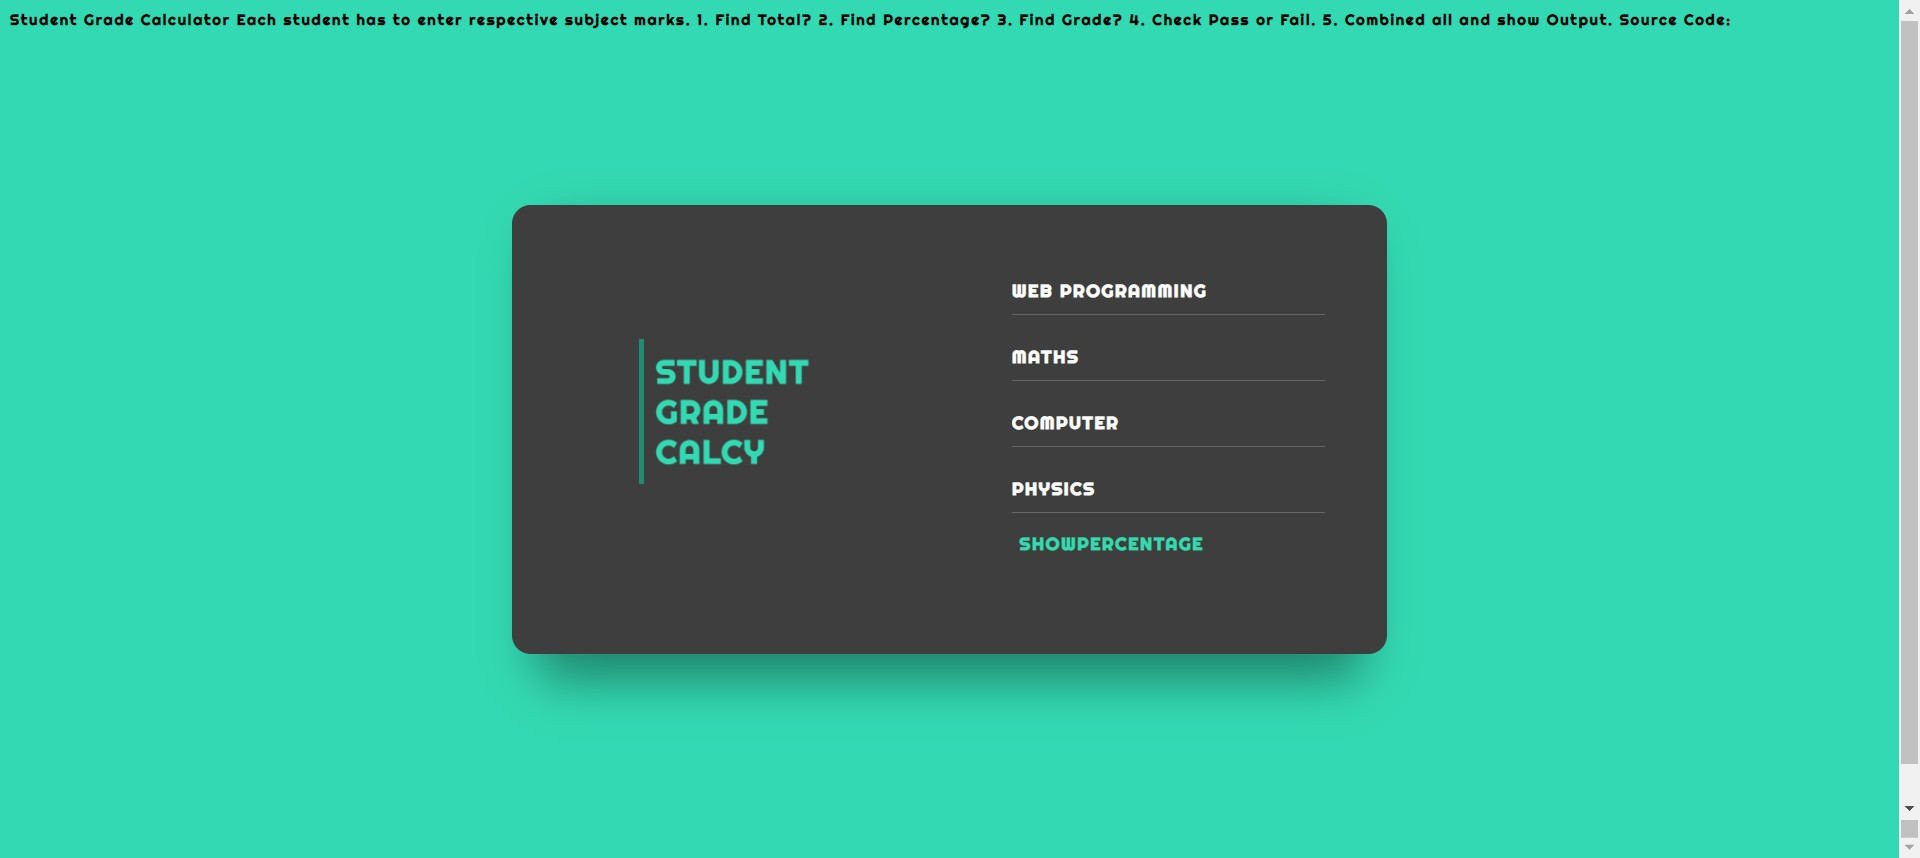 Student Grade Calculator Each student has to enter respective subject marks. 1. Find Total? 2. Find Percentage? 3. Find Grade? 4. Check Pass or Fail. 5. Combined all and show Output. Source Code:
STUDENT
GRADE
CALCY
WEB PROGRAMMING
MATHS
COMPUTER
PHYSICS
SHOWPERCENTAGE